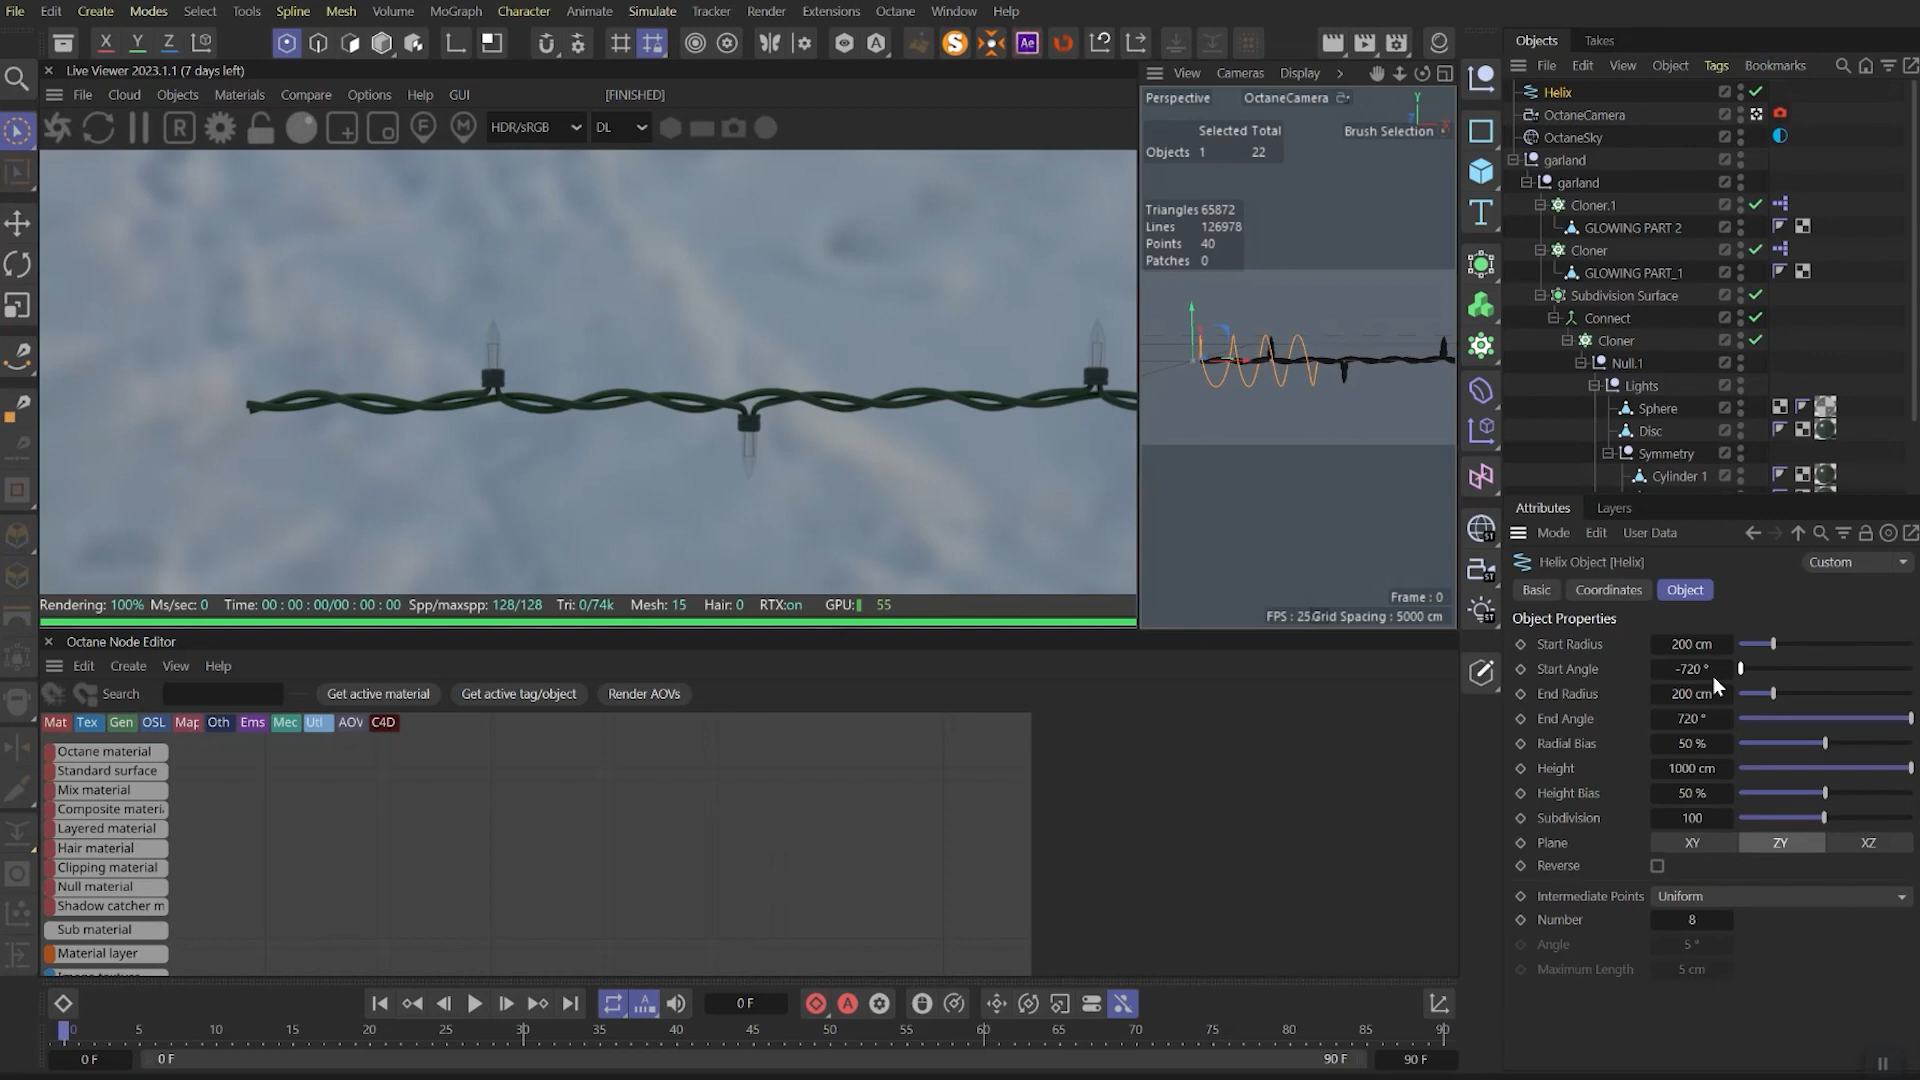 File Edit Create Modes Select Tools Spline Mesh Volume MoGraph Character Animate Simulate Tracker Render Extensions Octane Window Help
X Y Z
Ae
Live Viewer 2023.1.1 (7 days left)
File Cloud Objects Materials Compare Options Help GUI [FINISHED]
R F M HDR/sRGB DL
View Cameras Display
Perspective OctaneCamera
Selected Total
Objects 1 22
Brush Selection
Y
Triangles 65872
Lines 126978
Points 40
Patches 0
Frame : 0
FPS : 25 Grid Spacing : 5000 cm
Rendering: 100% Ms/sec: 0 Time: 00 : 00 : 00/00 : 00 : 00 Spp/maxspp: 128/128 Tri: 0/74k Mesh: 15 Hair: 0 RTX:on GPU: 55
Octane Node Editor
Edit Create View Help
Search Get active material Get active tag/object Render AOVs
Mat Tex Gen OSL Map Oth Ems Mec Utl AOV C4D
Octane material
Standard surface
Mix material
Composite materi
Layered material
Hair material
Clipping material
Null material
Shadow catcher m
Sub material
Material layer
0 F
0 5 10 15 20 25 30 35 40 45 50 55 60 65 70 75 80 85 90
0 F 0 F 90 F 90 F
Objects Takes
File Edit View Object Tags Bookmarks
Helix
OctaneCamera
OctaneSky
garland
garland
Cloner.1
GLOWING PART 2
Cloner
GLOWING PART_1
Subdivision Surface
Connect
Cloner
Null.1
Lights
Sphere
Disc
Symmetry
Cylinder 1
Attributes Layers
Mode Edit User Data
Helix Object [Helix] Custom
Basic Coordinates Object
Object Properties
Start Radius 200 cm
Start Angle -720 °
End Radius 200 cm
End Angle 720 °
Radial Bias 50 %
Height 1000 cm
Height Bias 50 %
Subdivision 100
Plane XY ZY XZ
Reverse
Intermediate Points Uniform
Number 8
Angle 5 °
Maximum Length 5 cm